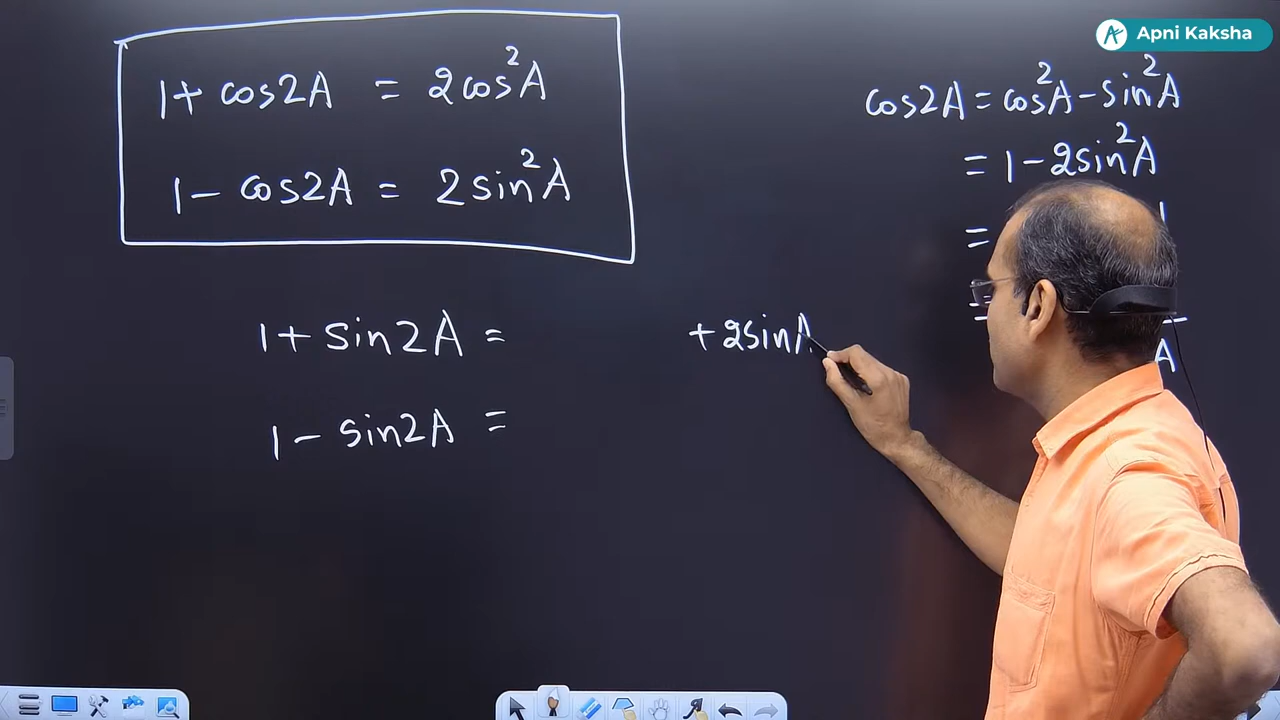 Apni Kaksha
1 + cos2A = 2cos²A
1 - cos2A = 2sin²A
cos2A = cos²A - sin²A
= 1 - 2sin²A
=
1 + sin2A = + 2sinA
A
1 - sin2A =